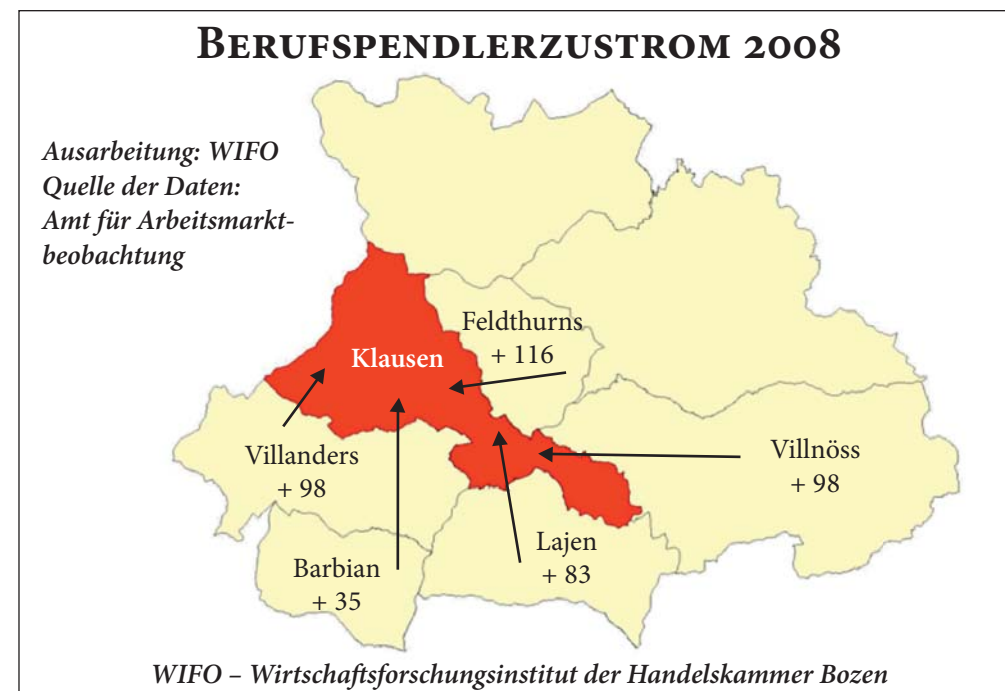 Berufspendlerzustrom 2008
Ausarbeitung: WIFO
Quelle der Daten:
Amt für Arbeitsmarkt-
beobachtung
Feldthurns
+ 116
Klausen
Villanders
+ 98
Villnöss
+ 98
Lajen
+ 83
Barbian
+ 35
WIFO – Wirtschaftsforschungsinstitut der Handelskammer Bozen